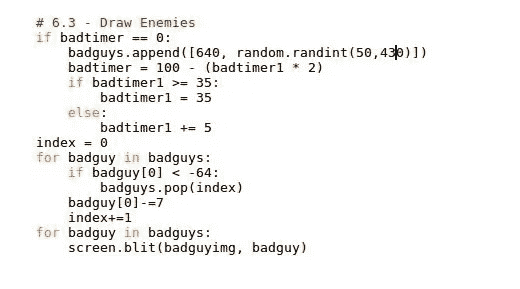 # 6.3 - Draw Enemies
if badtimer == 0:
    badguys.append([640, random.randint(50,430)])
    badtimer = 100 - (badtimer1 * 2)
    if badtimer1 >= 35:
        badtimer1 = 35
    else:
        badtimer1 += 5
index = 0
for badguy in badguys:
    if badguy[0] < -64:
        badguys.pop(index)
    badguy[0]-=7
    index+=1
for badguy in badguys:
    screen.blit(badguyimg, badguy)